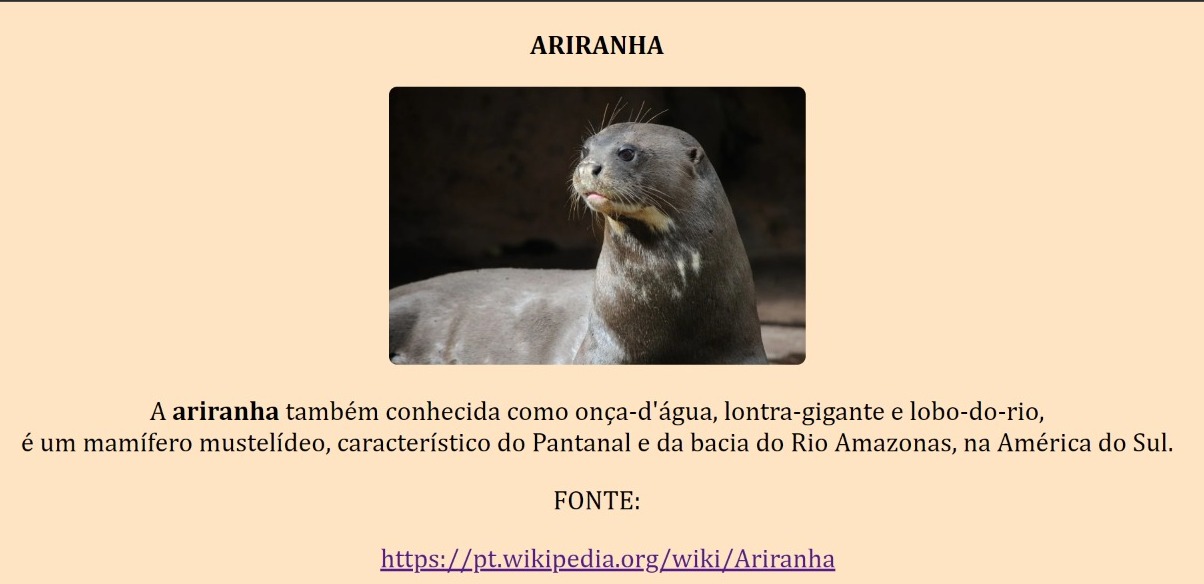 ARIRANHA
A ariranha também conhecida como onça-d'água, lontra-gigante e lobo-do-rio,
é um mamífero mustelídeo, característico do Pantanal e da bacia do Rio Amazonas, na América do Sul.
FONTE:
https://pt.wikipedia.org/wiki/Ariranha